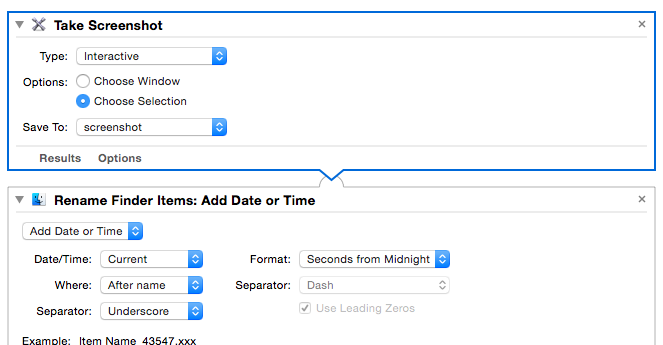 Take Screenshot
Type: Interactive
Options: Choose Window
Choose Selection
Save To: screenshot
Results Options
Rename Finder Items: Add Date or Time
Add Date or Time
Date/Time: Current Format: Seconds from Midnight
Where: After name Separator: Dash
Separator: Underscore Use Leading Zeros
Example: Item Name_43547.xxx